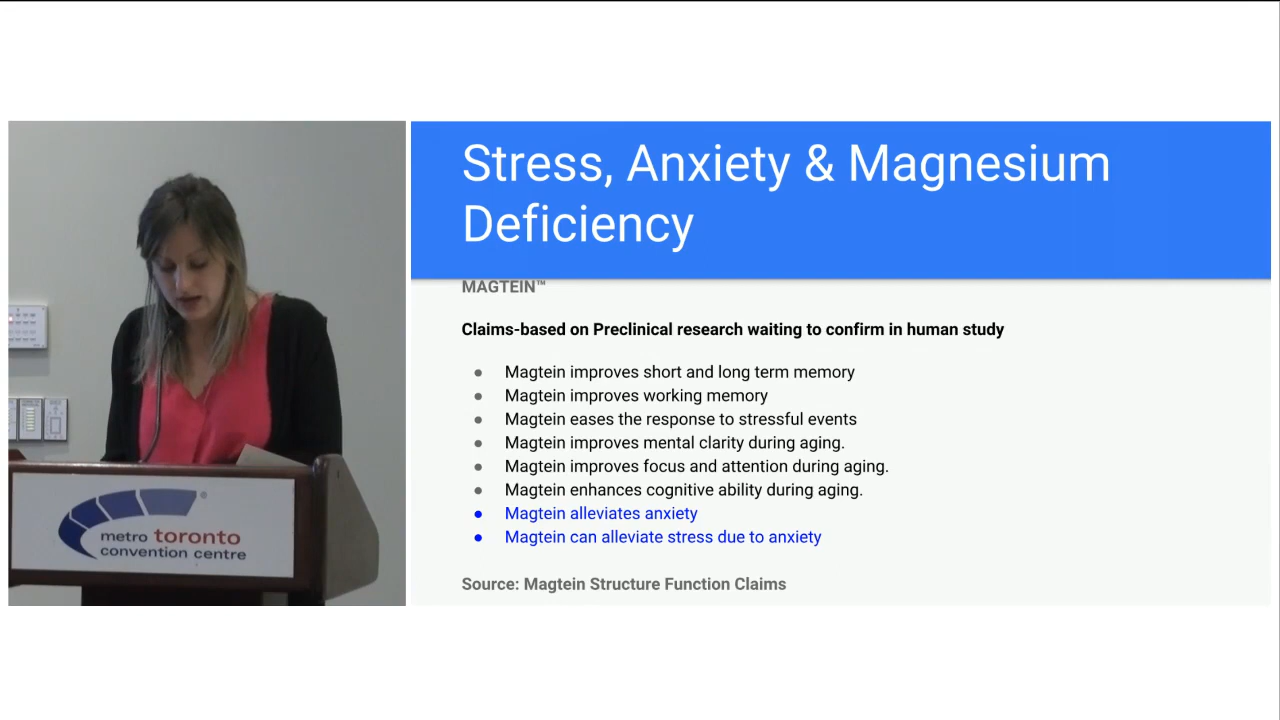 Stress, Anxiety & Magnesium
Deficiency
MAGTEIN™
Claims-based on Preclinical research waiting to confirm in human study
● Magtein improves short and long term memory
● Magtein improves working memory
● Magtein eases the response to stressful events
● Magtein improves mental clarity during aging.
● Magtein improves focus and attention during aging.
● Magtein enhances cognitive ability during aging.
● Magtein alleviates anxiety
● Magtein can alleviate stress due to anxiety
Source: Magtein Structure Function Claims
®
metro toronto
convention centre